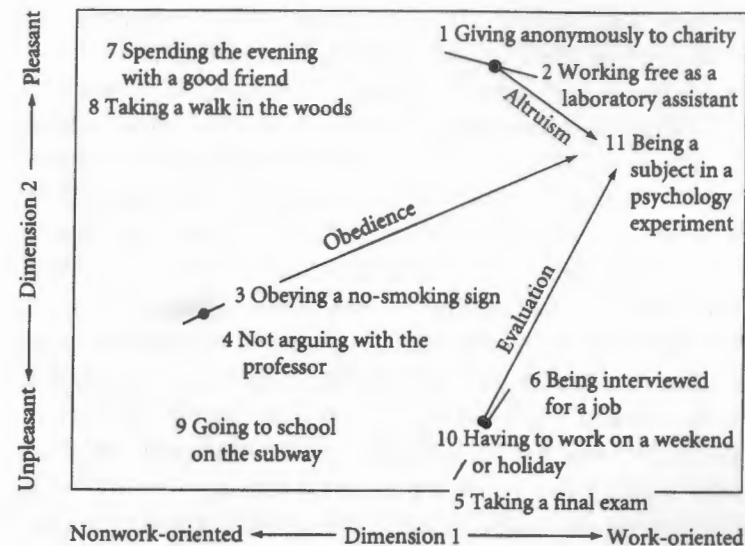 1 Giving anonymously to charity
7 Spending the evening
with a good friend
2 Working free as a
laboratory assistant
8 Taking a walk in the woods
Altruism
11 Being a
subject in a
psychology
experiment
Obedience
3 Obeying a no-smoking sign
Evaluation
4 Not arguing with the
professor
6 Being interviewed
for a job
9 Going to school
on the subway
10 Having to work on a weekend
or holiday
5 Taking a final exam
Unpleasant Dimension 2 Pleasant
Nonwork-oriented Dimension 1 Work-oriented